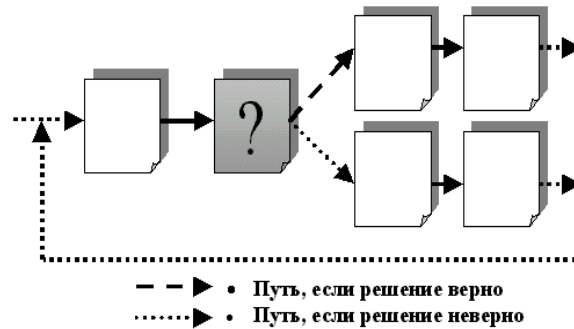 ?
• Путь, если решение верно
• Путь, если решение неверно